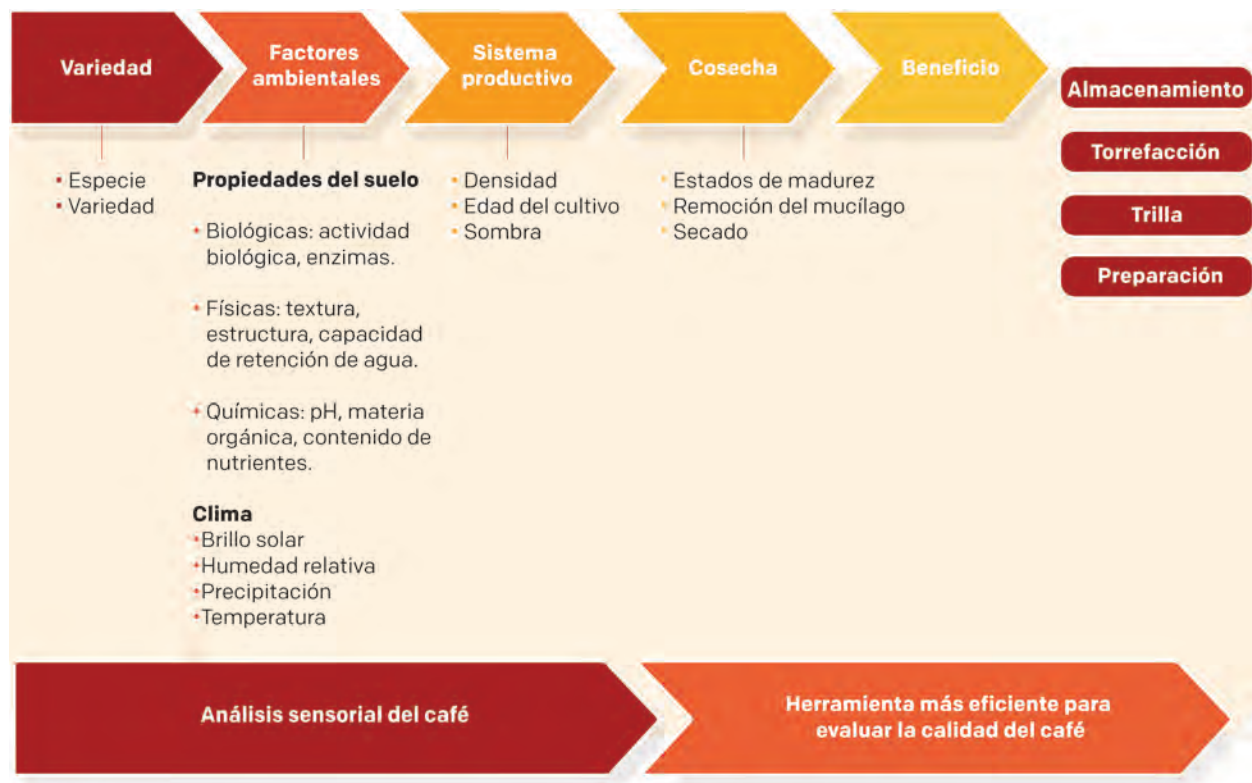 Variedad
Factores
ambientales
Sistema
productivo
Cosecha
Beneficio
Almacenamiento
Torrefacción
Trilla
Preparación
• Especie
• Variedad
Propiedades del suelo
• Biológicas: actividad
biológica, enzimas.
• Físicas: textura,
estructura, capacidad
de retención de agua.
• Químicas: pH, materia
orgánica, contenido de
nutrientes.
Clima
• Brillo solar
• Humedad relativa
• Precipitación
• Temperatura
• Densidad
• Edad del cultivo
• Sombra
• Estados de madurez
• Remoción del mucílago
• Secado
Análisis sensorial del café
Herramienta más eficiente para
evaluar la calidad del café